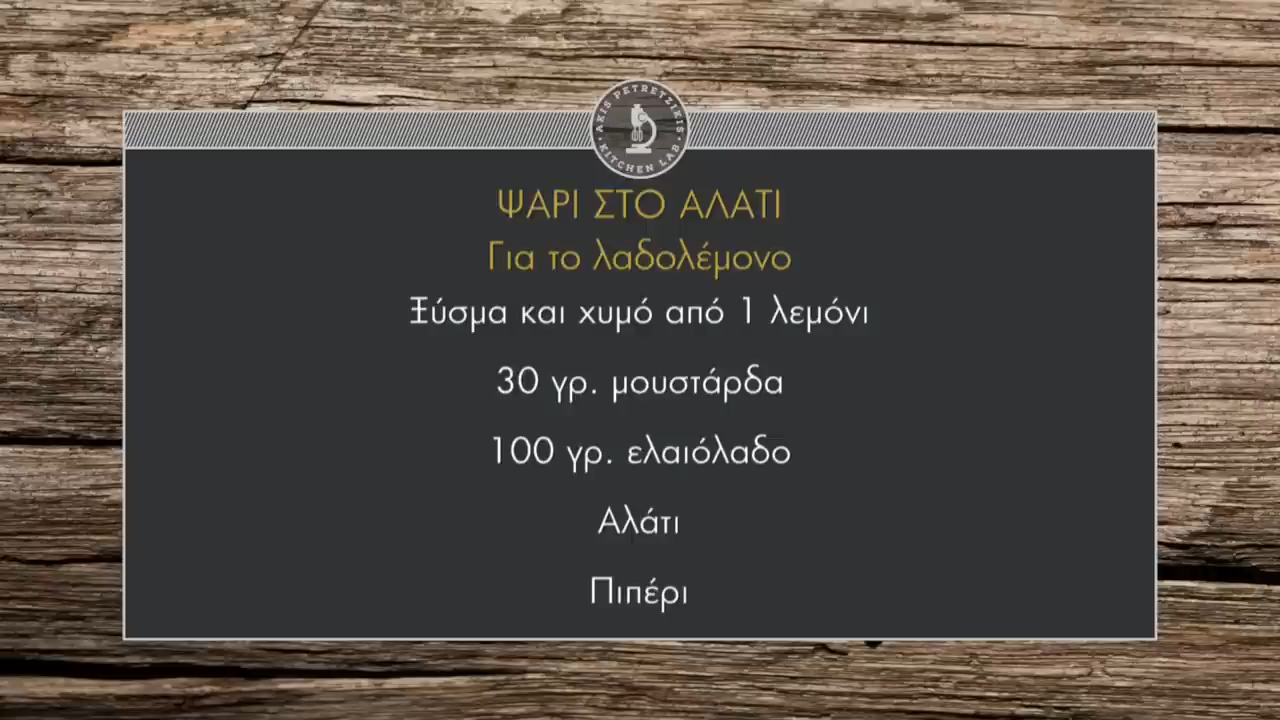 AKIS PETRETZIKIS
KITCHEN LAB
ΨΑΡΙ ΣΤΟ ΑΛΑΤΙ
Για το λαδολέμονο
Ξύσμα και χυμό από 1 λεμόνι
30 γρ. μουστάρδα
100 γρ. ελαιόλαδο
Αλάτι
Πιπέρι